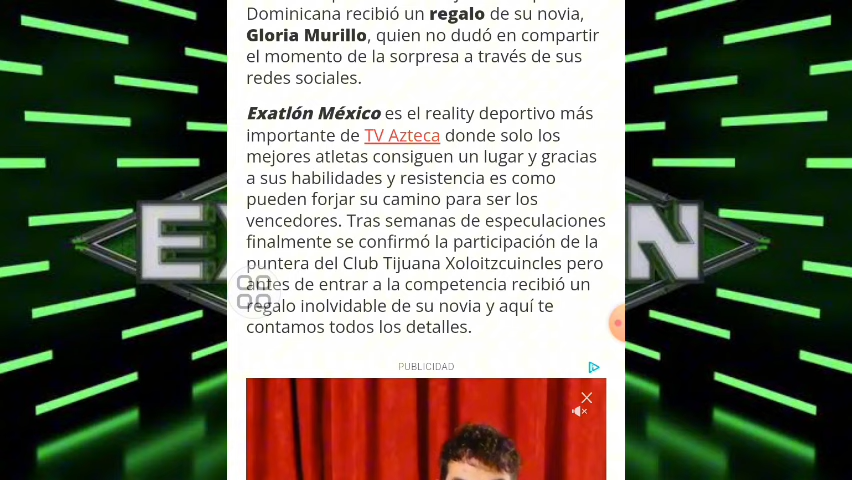 Dominicana recibió un regalo de su novia,
Gloria Murillo, quien no dudó en compartir
el momento de la sorpresa a través de sus
redes sociales.
Exatlón México es el reality deportivo más
importante de TV Azteca donde solo los
mejores atletas consiguen un lugar y gracias
a sus habilidades y resistencia es como
pueden forjar su camino para ser los
vencedores. Tras semanas de especulaciones
finalmente se confirmó la participación de la
puntera del Club Tijuana Xoloitzcuincles pero
antes de entrar a la competencia recibió un
regalo inolvidable de su novia y aquí te
contamos todos los detalles.
PUBLICIDAD